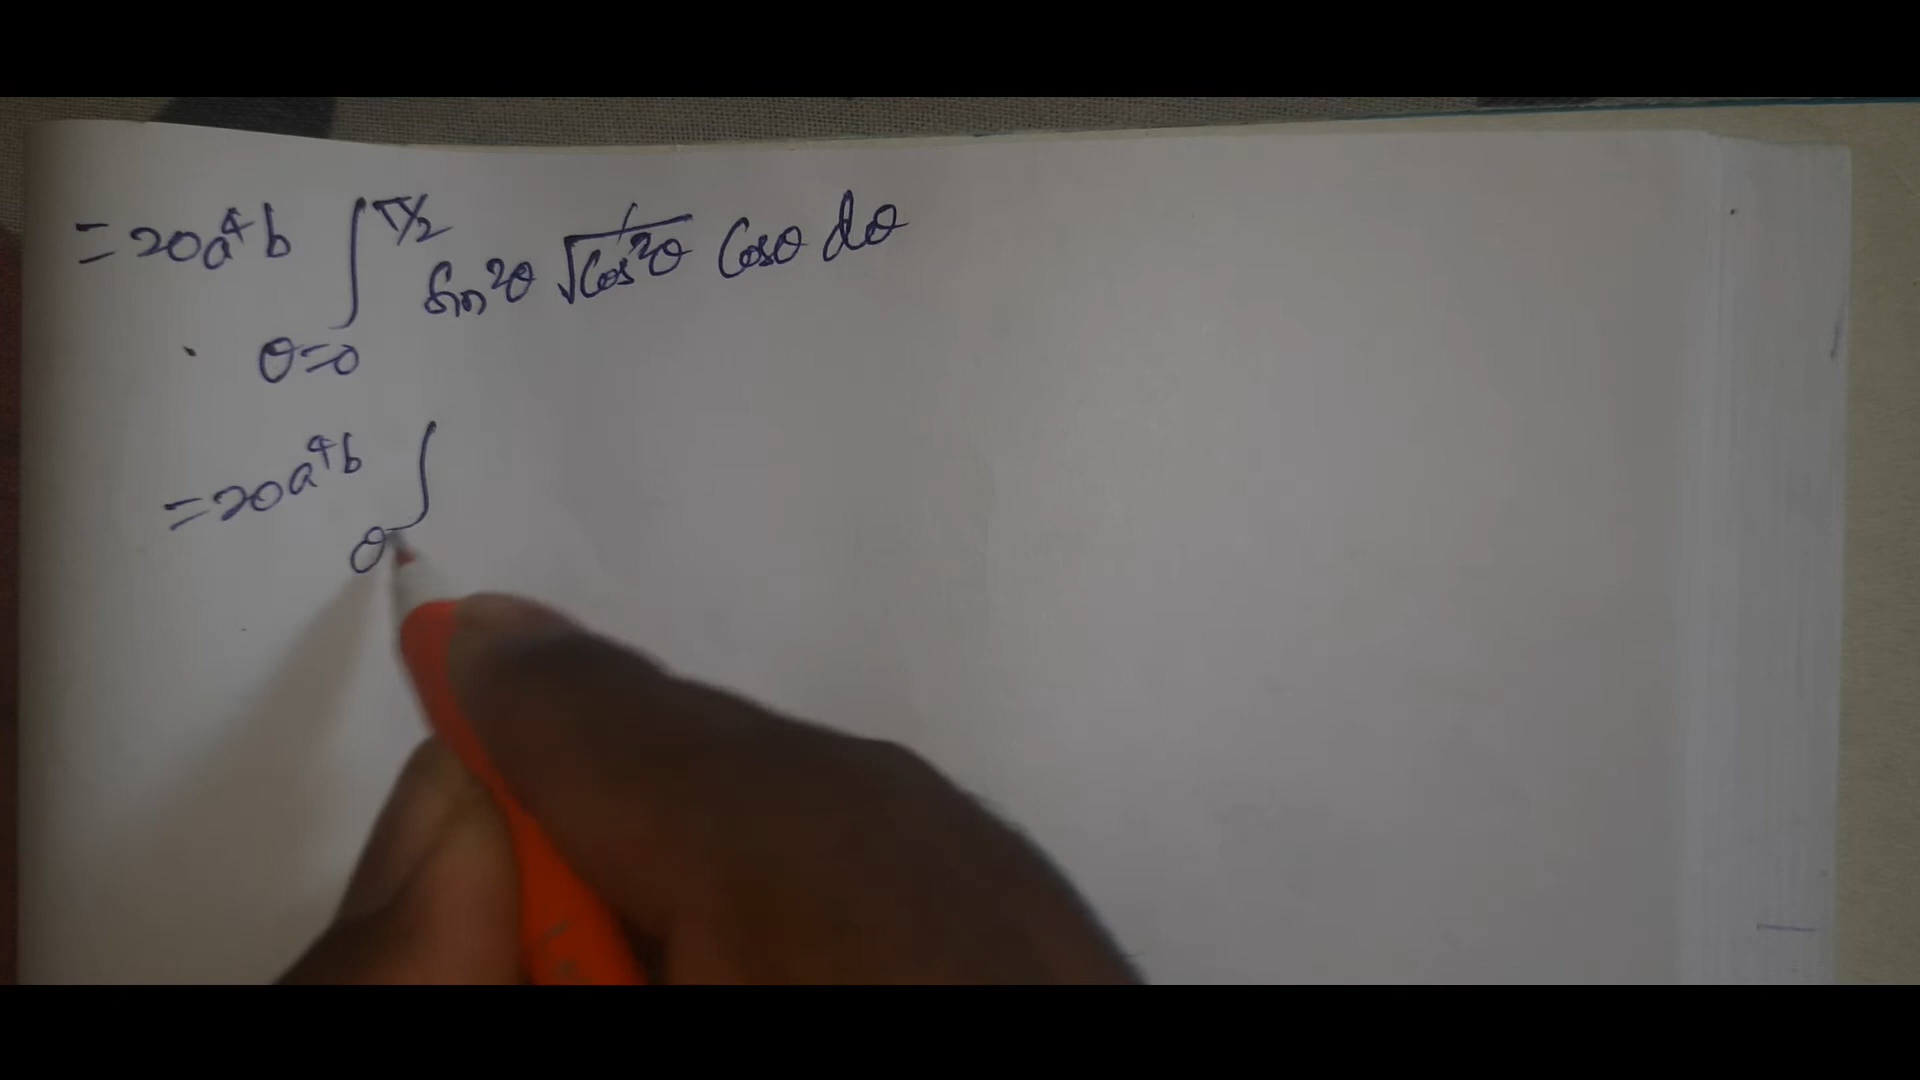 = 20a⁴b ∫ π/2 Sin²θ √Cos²θ Cosθ dθ
θ=0
= 20a⁴b ∫
θ